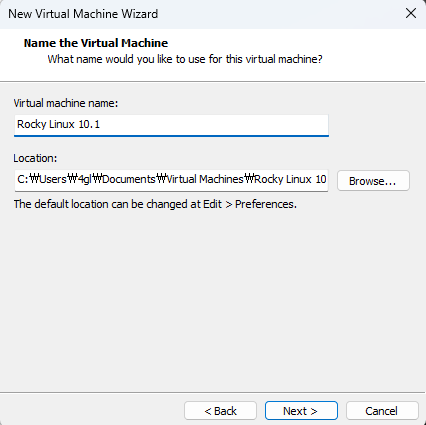 New Virtual Machine Wizard
Name the Virtual Machine
What name would you like to use for this virtual machine?
Virtual machine name:
Rocky Linux 10.1
Location:
C:₩Users₩4gl₩Documents₩Virtual Machines₩Rocky Linux 10
Browse...
The default location can be changed at Edit > Preferences.
< Back
Next >
Cancel